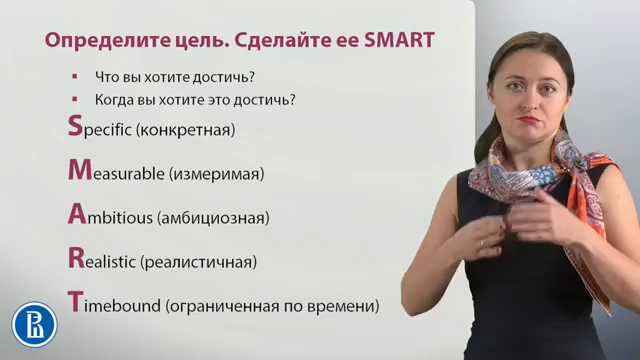 Определите цель. Сделайте ее SMART
Что вы хотите достичь?
Когда вы хотите это достичь?
Specific (конкретная)
Measurable (измеримая)
Ambitious (амбициозная)
Realistic (реалистичная)
Timebound (ограниченная по времени)